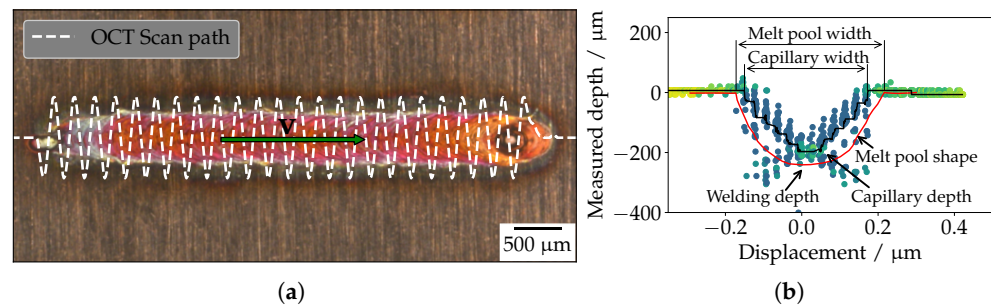 OCT Scan path
v
500 μm
(a)
Measured depth / μm
200
0
−200
−400
Melt pool width
Capillary width
Melt pool shape
Welding depth
Capillary depth
−0.2
0.0
0.2
0.4
Displacement / μm
(b)